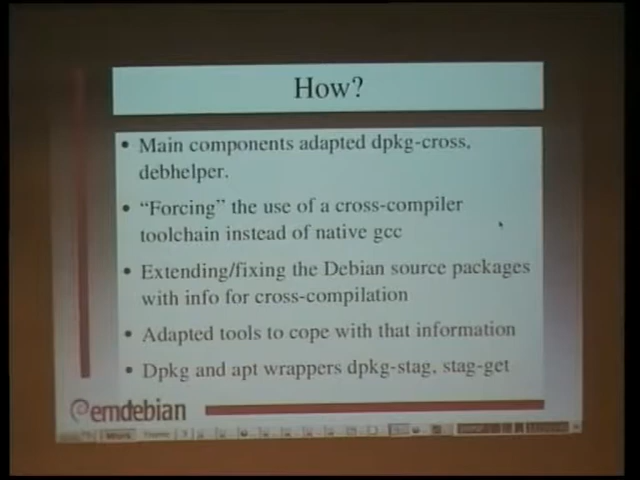 How?
• Main components adapted dpkg-cross, debhelper.
• “Forcing” the use of a cross-compiler toolchain instead of native gcc
• Extending/fixing the Debian source packages with info for cross-compilation
• Adapted tools to cope with that information
• Dpkg and apt wrappers dpkg-stag, stag-get
emdebian